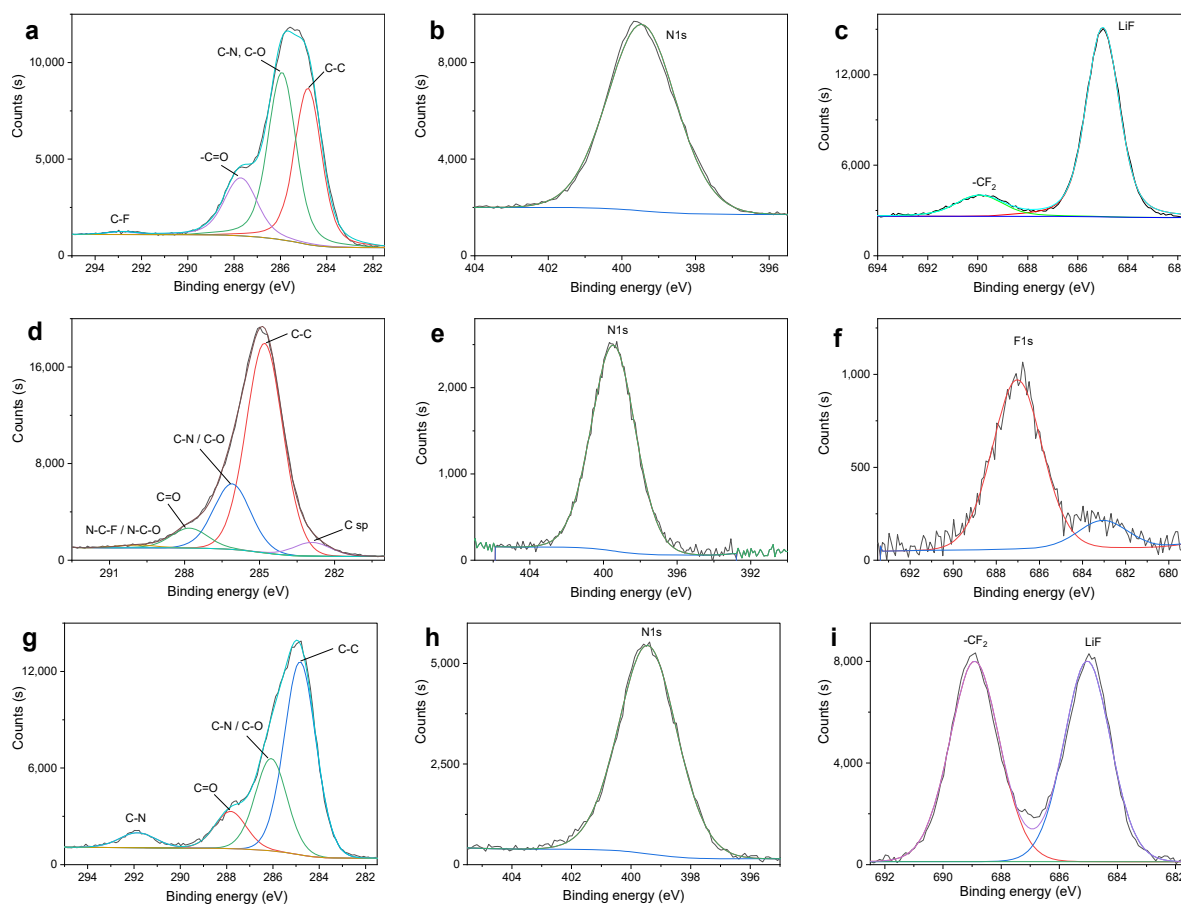 a
C-N, C-O
C-C
-C=O
C-F
10,000
5,000
0
Counts (s)
294 292 290 288 286 284 282
Binding energy (eV)
b
N1s
8,000
4,000
0
Counts (s)
404 402 400 398 396
Binding energy (eV)
c
LiF
-CF2
12,000
6,000
0
Counts (s)
694 692 690 688 686 684 682
Binding energy (eV)
d
C-C
C-N / C-O
C=O
N-C-F / N-C-O
C sp
16,000
8,000
0
Counts (s)
291 288 285 282
Binding energy (eV)
e
N1s
2,000
1,000
0
Counts (s)
404 400 396 392 390
Binding energy (eV)
f
F1s
1,000
500
0
Counts (s)
692 690 688 686 684 682 680
Binding energy (eV)
g
C-C
C-N / C-O
C=O
C-N
12,000
6,000
0
Counts (s)
294 292 290 288 286 284 282
Binding energy (eV)
h
N1s
5,500
500
0
Counts (s)
404 402 400 398 396
Binding energy (eV)
i
-CF2
LiF
8,000
4,000
0
Counts (s)
692 690 688 686 684 682
Binding energy (eV)